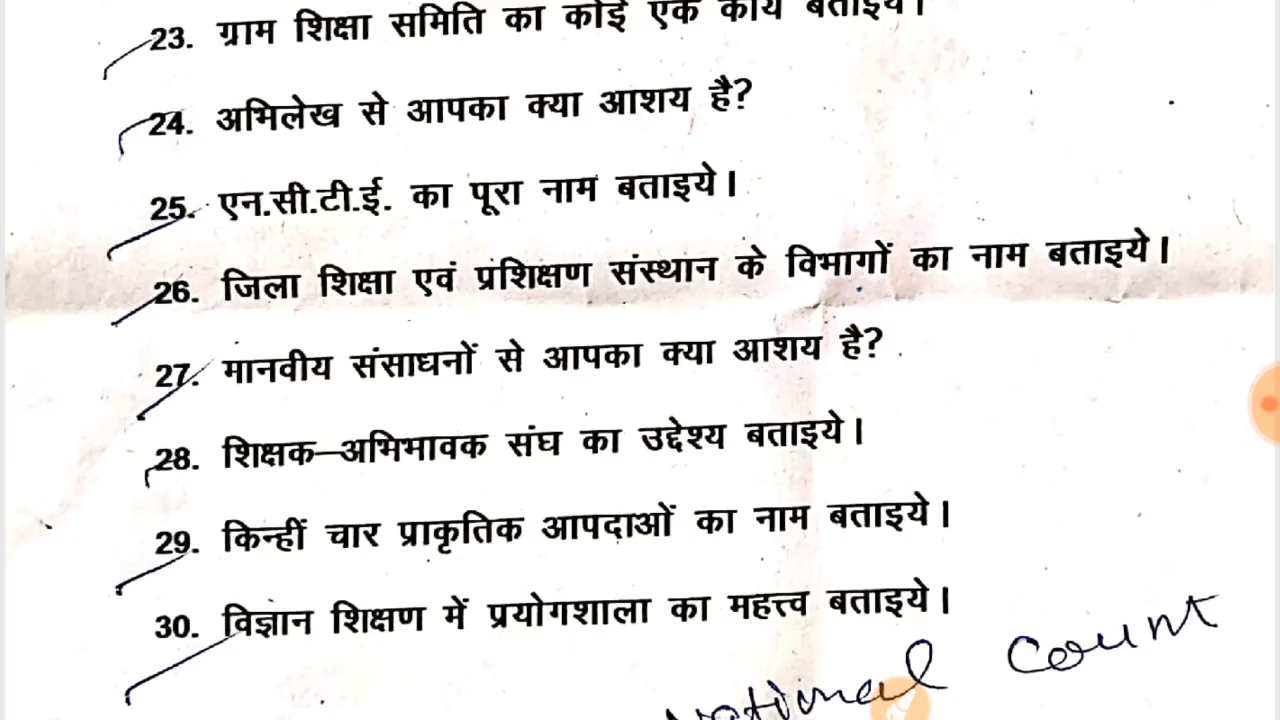 23. ग्राम शिक्षा समिति का कोई एक कार्य बताइये।
24. अभिलेख से आपका क्या आशय है?
25. एन.सी.टी.ई. का पूरा नाम बताइये।
26. जिला शिक्षा एवं प्रशिक्षण संस्थान के विभागों का नाम बताइये।
27. मानवीय संसाधनों से आपका क्या आशय है?
28. शिक्षक–अभिभावक संघ का उद्देश्य बताइये।
29. किन्हीं चार प्राकृतिक आपदाओं का नाम बताइये।
30. विज्ञान शिक्षण में प्रयोगशाला का महत्त्व बताइये।
National Count